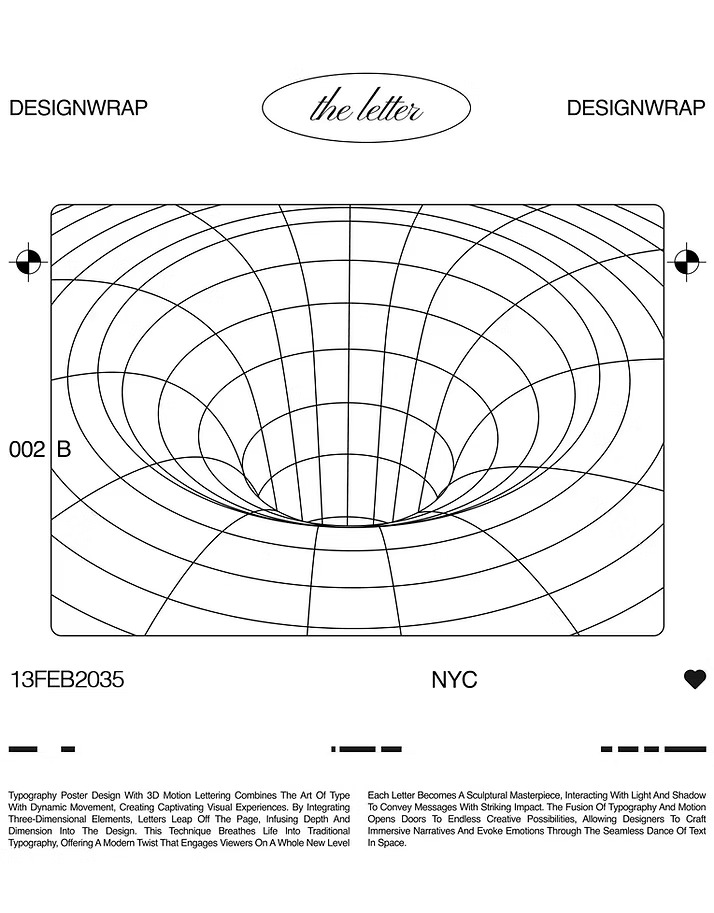 DESIGNWRAP
the letter
DESIGNWRAP
002 B
13FEB2035
NYC
Typography Poster Design With 3D Motion Lettering Combines The Art Of Type
With Dynamic Movement, Creating Captivating Visual Experiences. By Integrating
Three-Dimensional Elements, Letters Leap Off The Page, Infusing Depth And
Dimension Into The Design. This Technique Breathes Life Into Traditional
Typography, Offering A Modern Twist That Engages Viewers On A Whole New Level
Each Letter Becomes A Sculptural Masterpiece, Interacting With Light And Shadow
To Convey Messages With Striking Impact. The Fusion Of Typography And Motion
Opens Doors To Endless Creative Possibilities, Allowing Designers To Craft
Immersive Narratives And Evoke Emotions Through The Seamless Dance Of Text
In Space.